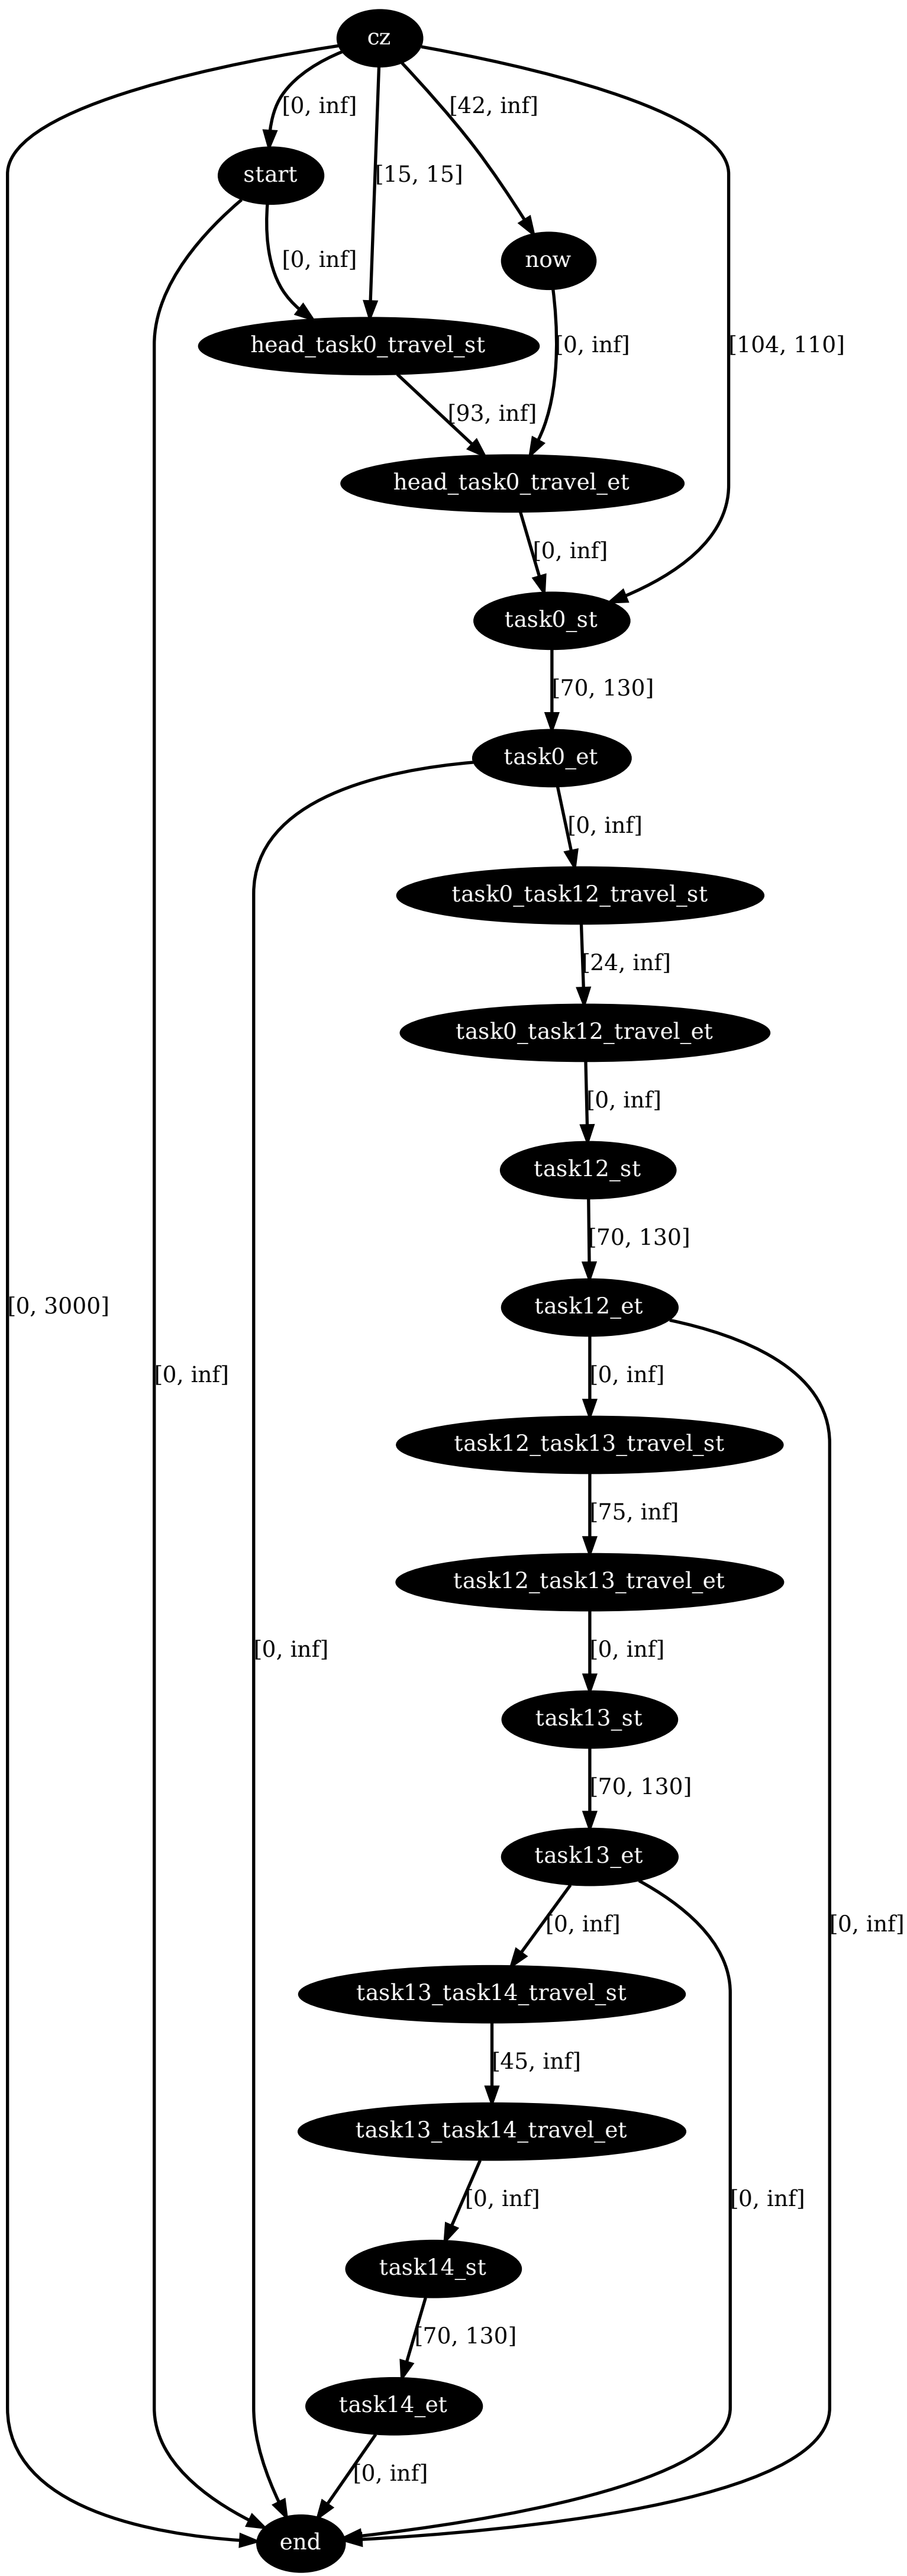 cz
[0, inf]
[42, inf]
[15, 15]
start
now
[0, inf]
head_task0_travel_st
[0, inf]
[104, 110]
[93, inf]
head_task0_travel_et
[0, inf]
task0_st
[70, 130]
task0_et
[0, inf]
task0_task12_travel_st
[24, inf]
task0_task12_travel_et
[0, inf]
task12_st
[70, 130]
[0, 3000]
task12_et
[0, inf]
[0, inf]
task12_task13_travel_st
[75, inf]
task12_task13_travel_et
[0, inf]
[0, inf]
task13_st
[70, 130]
task13_et
[0, inf]
[0, inf]
task13_task14_travel_st
[45, inf]
task13_task14_travel_et
[0, inf]
[0, inf]
task14_st
[70, 130]
task14_et
[0, inf]
end